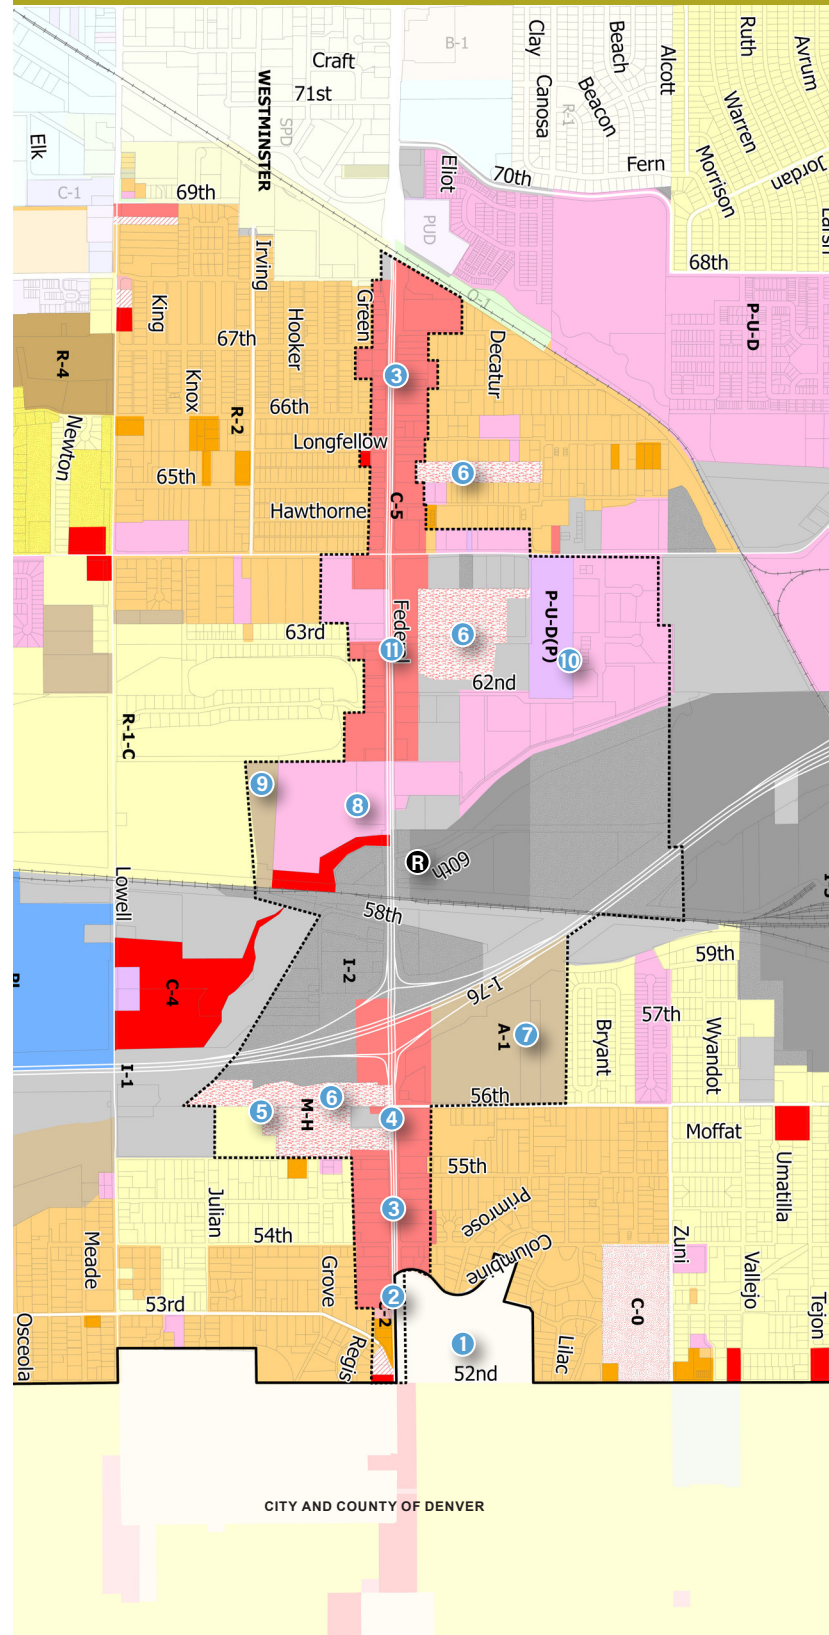 Craft
71st
WESTMINSTER
SPD
Elk
C-1
69th
B-1
Clay
Canosa
Beach
Beacon
R-1
Alcott
Fern
Ruth
Avrum
Warren
Morrison
Jordan
70th
Eliot
PUD
68th
O-1
P-U-D
Irving
King
67th
Hooker
Green
3
Decatur
R-4
Knox
R-2
66th
Longfellow
Newton
65th
Hawthorne
C-5
6
63rd
Federal
11
6
62nd
P-U-D(P)
10
R-1-C
9
8
R
60th
Lowell
58th
I-2
C-4
I-76
59th
57th
Bryant
Wyandot
A-1
7
I-1
56th
5
6
M-H
4
Moffat
Umatilla
55th
Julian
3
Primrose
Columbine
54th
Meade
Grove
Zuni
Vallejo
Tejon
53rd
2
C-0
Osceola
Regis
1
52nd
Lilac
CITY AND COUNTY OF DENVER